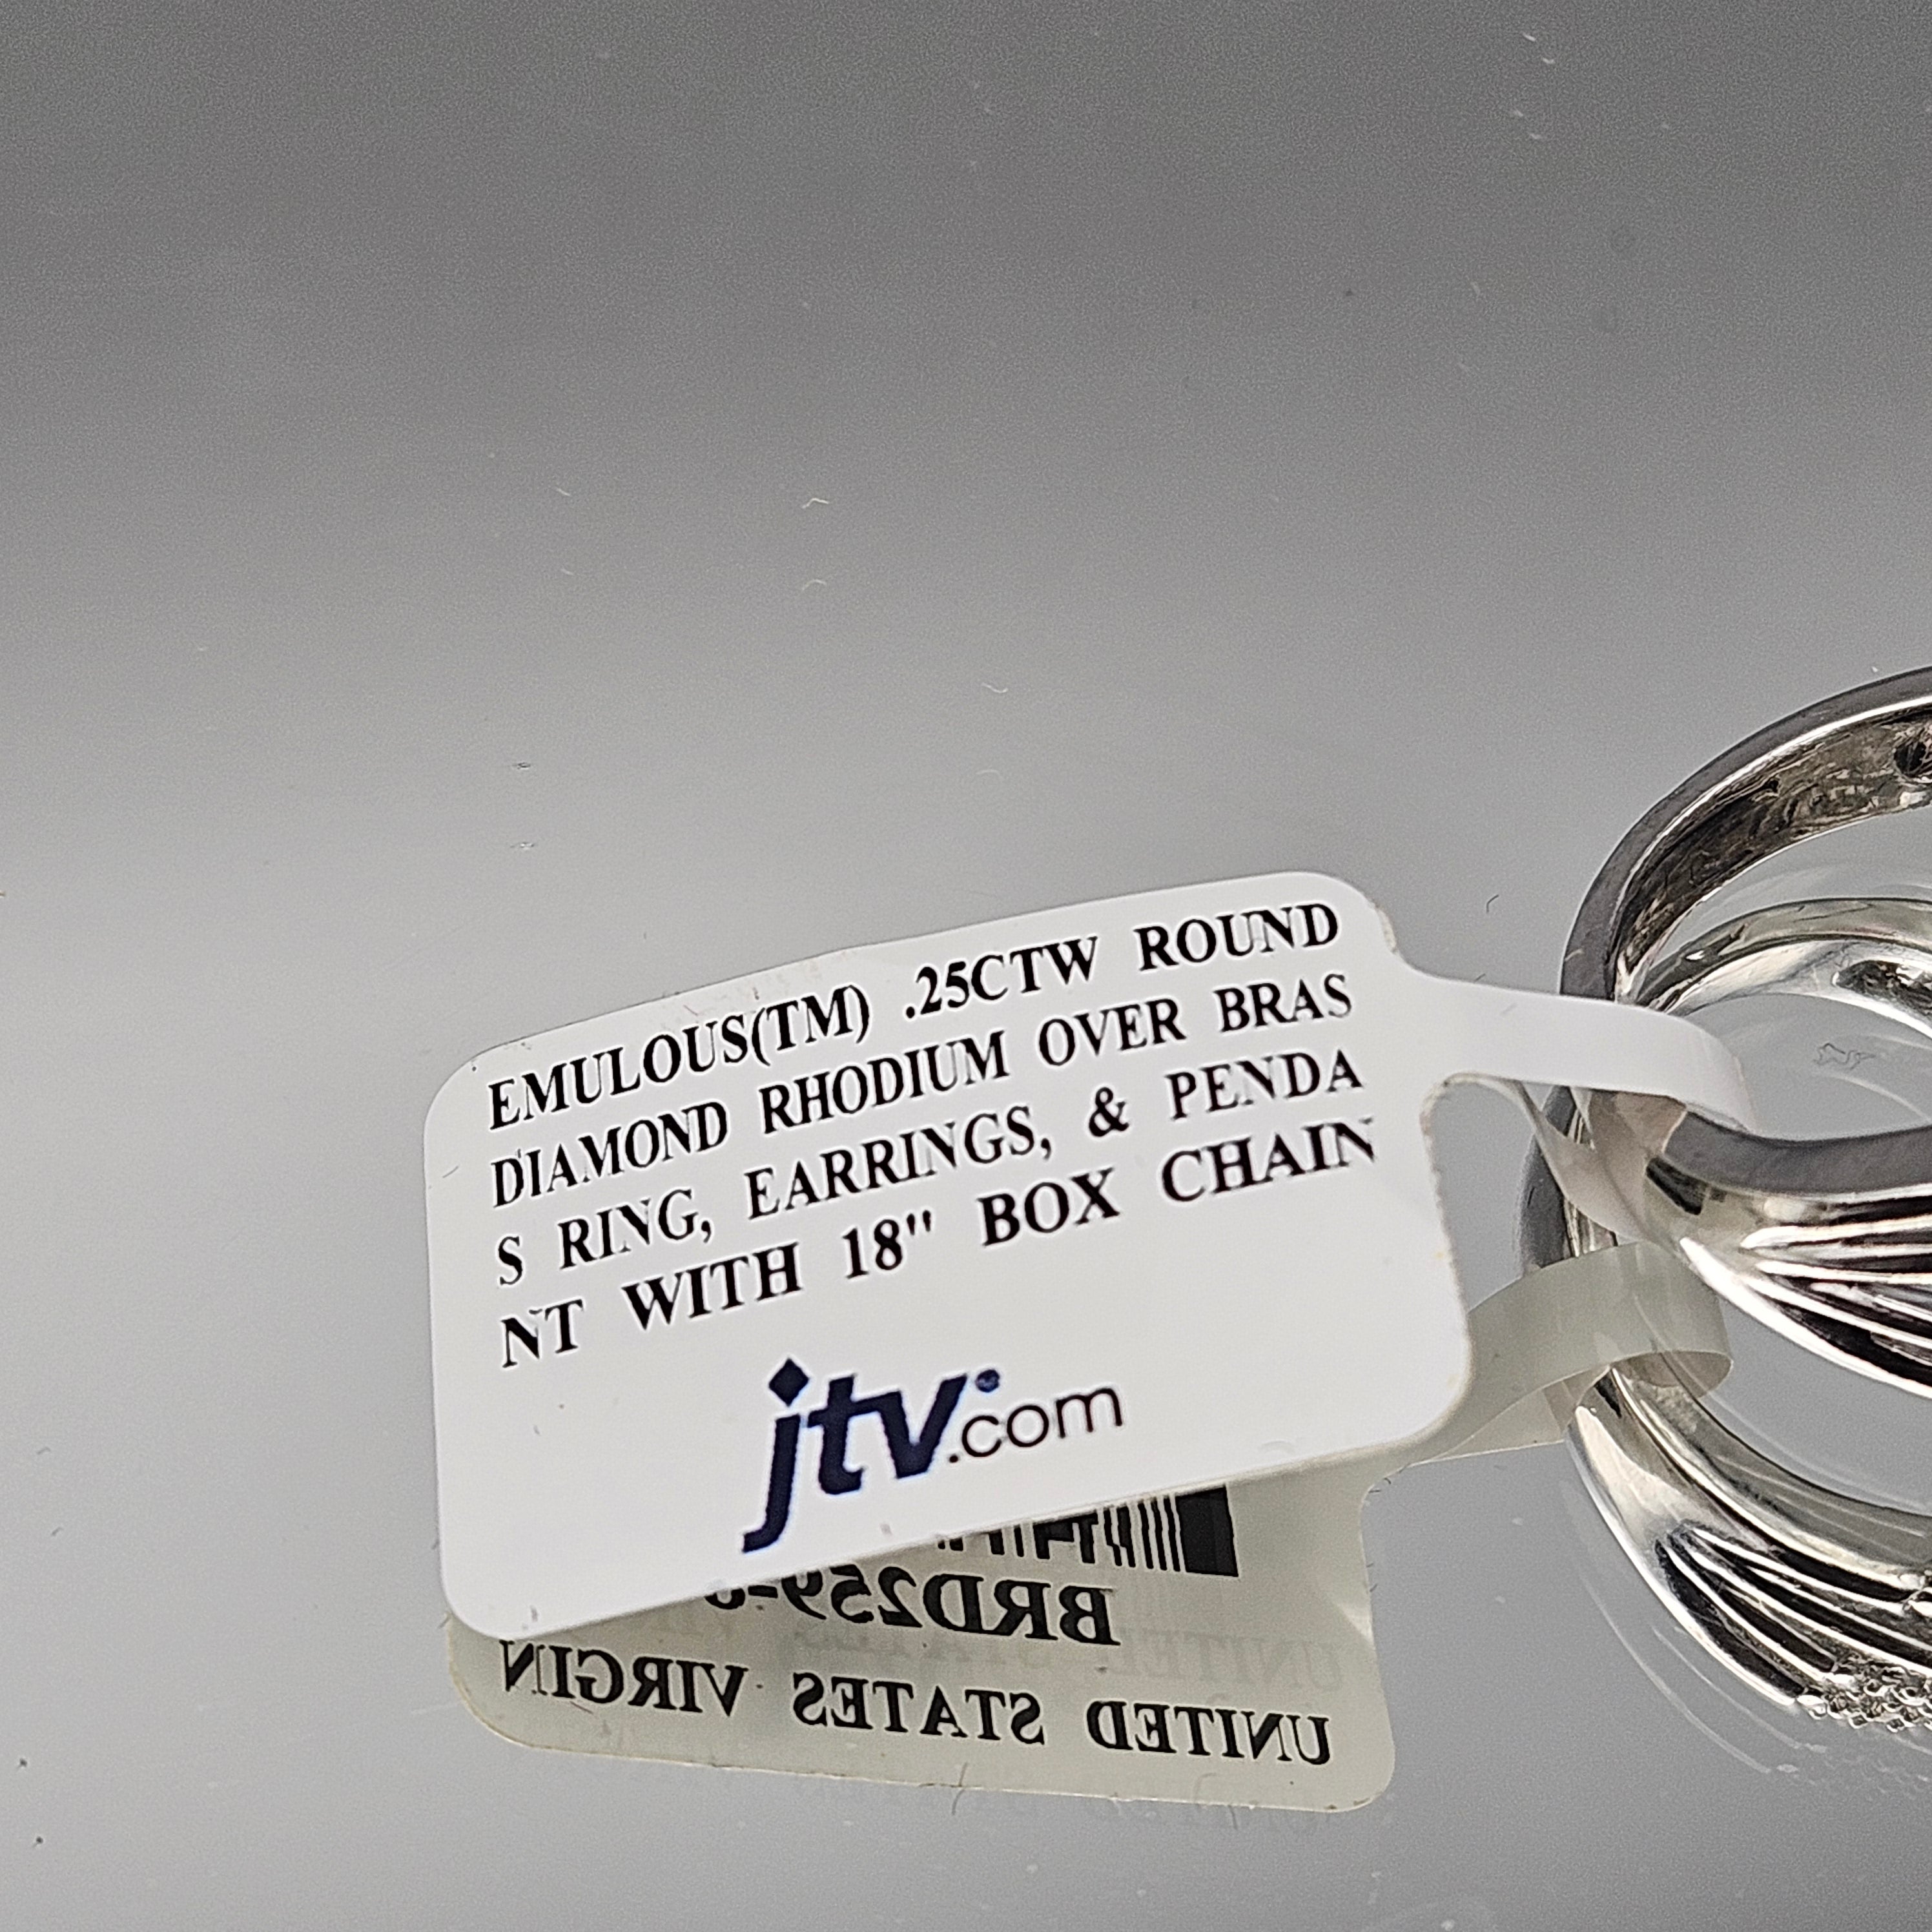 EMULOUS(TM) .25CTW ROUND
DIAMOND RHODIUM OVER BRAS
S RING, EARRINGS, & PENDA
NT WITH 18" BOX CHAIN
jtv.com
UNITED STATES VIRGIN